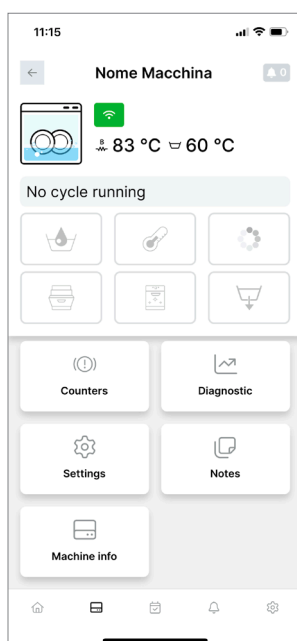 11:15
Nome Macchina
0
B 83 °C 60 °C
No cycle running
Counters
Diagnostic
Settings
Notes
Machine info